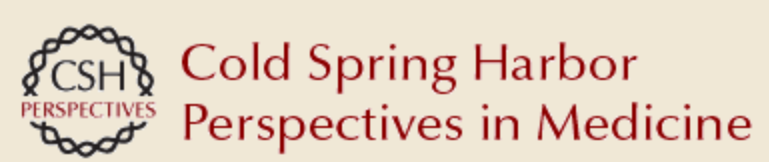 CSH
PERSPECTIVES
Cold Spring Harbor
Perspectives in Medicine